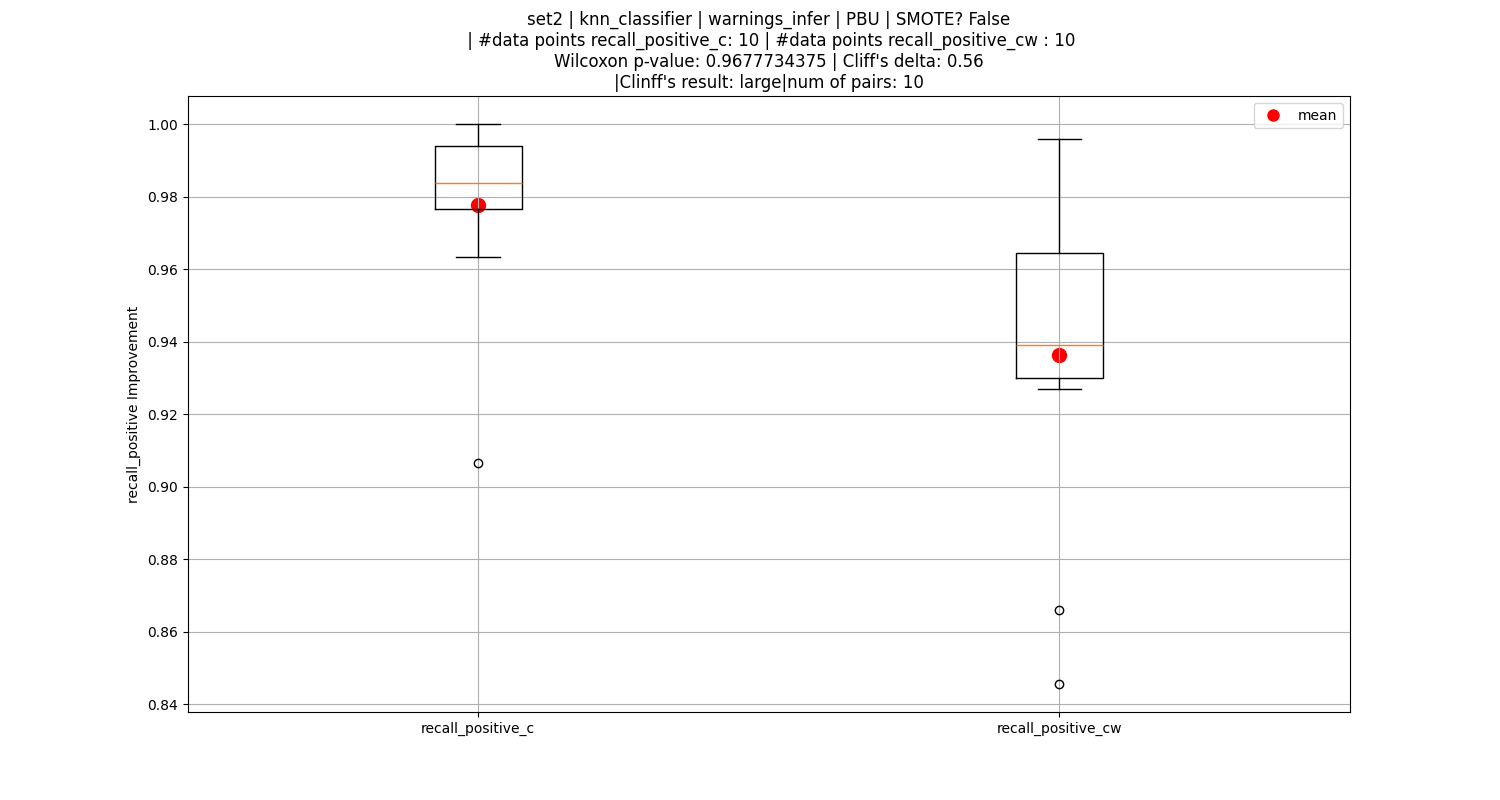 set2 | knn_classifier | warnings_infer | PBU | SMOTE? False
| #data points recall_positive_c: 10 | #data points recall_positive_cw : 10
Wilcoxon p-value: 0.9677734375 | Cliff's delta: 0.56
|Clinff's result: large|num of pairs: 10
mean
1.00
0.98
0.96
0.94
0.92
0.90
0.88
0.86
0.84
recall_positive Improvement
recall_positive_c
recall_positive_cw